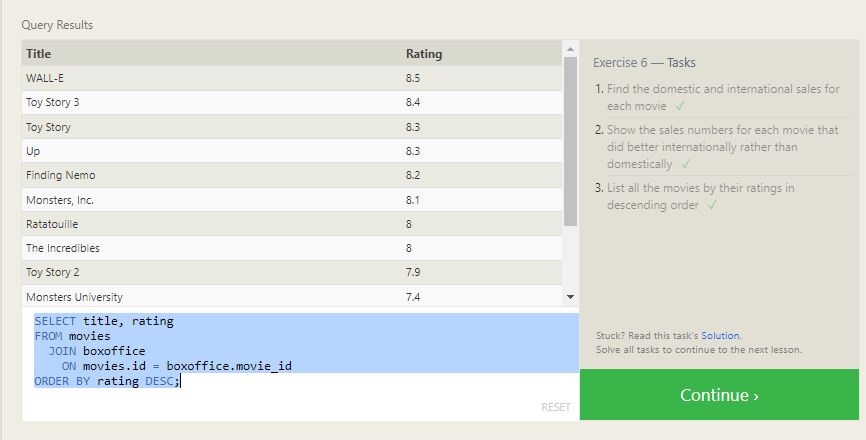 Query Results
Title Rating
WALL-E 8.5
Toy Story 3 8.4
Toy Story 8.3
Up 8.3
Finding Nemo 8.2
Monsters, Inc. 8.1
Ratatouille 8
The Incredibles 8
Toy Story 2 7.9
Monsters University 7.4
SELECT title, rating
FROM movies
JOIN boxoffice
ON movies.id = boxoffice.movie_id
ORDER BY rating DESC;
RESET
Exercise 6 — Tasks
1. Find the domestic and international sales for
each movie ✓
2. Show the sales numbers for each movie that
did better internationally rather than
domestically ✓
3. List all the movies by their ratings in
descending order ✓
Stuck? Read this task's Solution.
Solve all tasks to continue to the next lesson.
Continue ›